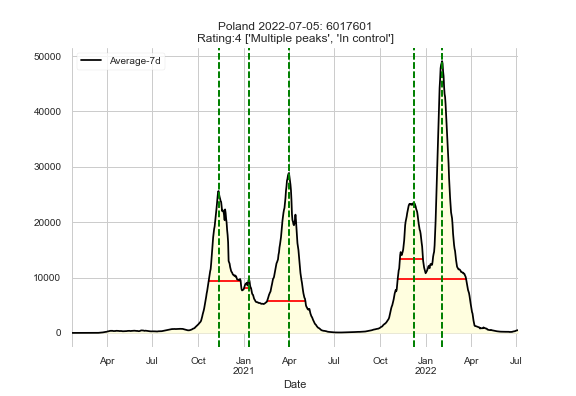 Poland 2022-07-05: 6017601
Rating:4 ['Multiple peaks', 'In control']
Average-7d
50000
40000
30000
20000
10000
0
Apr Jul Oct Jan Apr Jul Oct Jan Apr Jul
2021 2022
Date